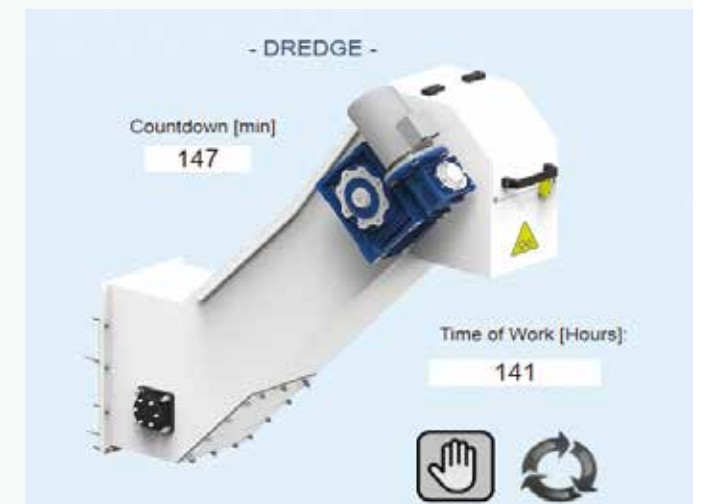 - DREDGE -
Countdown [min]
147
Time of Work [Hours]:
141